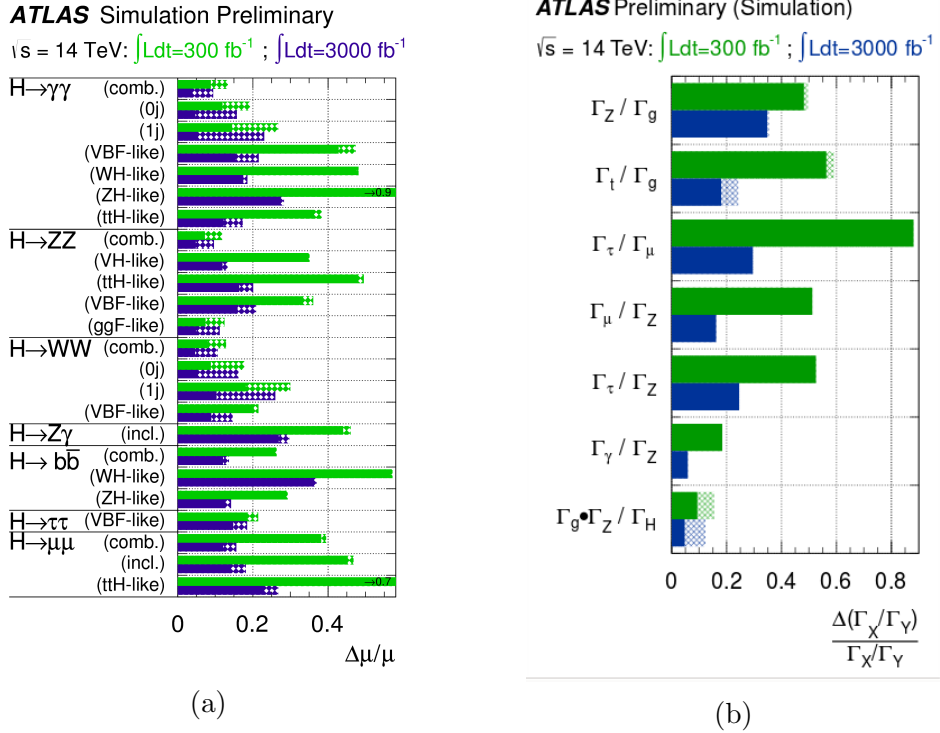 ATLAS Simulation Preliminary
√s = 14 TeV: ∫Ldt=300 fb⁻¹ ; ∫Ldt=3000 fb⁻¹
H→γγ (comb.)
(0j)
(1j)
(VBF-like)
(WH-like)
(ZH-like) →0.9
(ttH-like)
H→ZZ (comb.)
(VH-like)
(ttH-like)
(VBF-like)
(ggF-like)
H→WW (comb.)
(0j)
(1j)
(VBF-like)
H→Zγ (incl.)
H→ bb̅ (comb.)
(WH-like)
(ZH-like)
H→ττ (VBF-like)
H→μμ (comb.)
(incl.)
(ttH-like) →0.7
0 0.2 0.4
Δμ/μ
(a)
ATLAS Preliminary (Simulation)
√s = 14 TeV: ∫Ldt=300 fb⁻¹ ; ∫Ldt=3000 fb⁻¹
Γ_Z / Γ_g
Γ_t / Γ_g
Γ_τ / Γ_μ
Γ_μ / Γ_Z
Γ_τ / Γ_Z
Γ_γ / Γ_Z
Γ_g•Γ_Z / Γ_H
0 0.2 0.4 0.6 0.8
Δ(Γ_X/Γ_Y)
Γ_X/Γ_Y
(b)